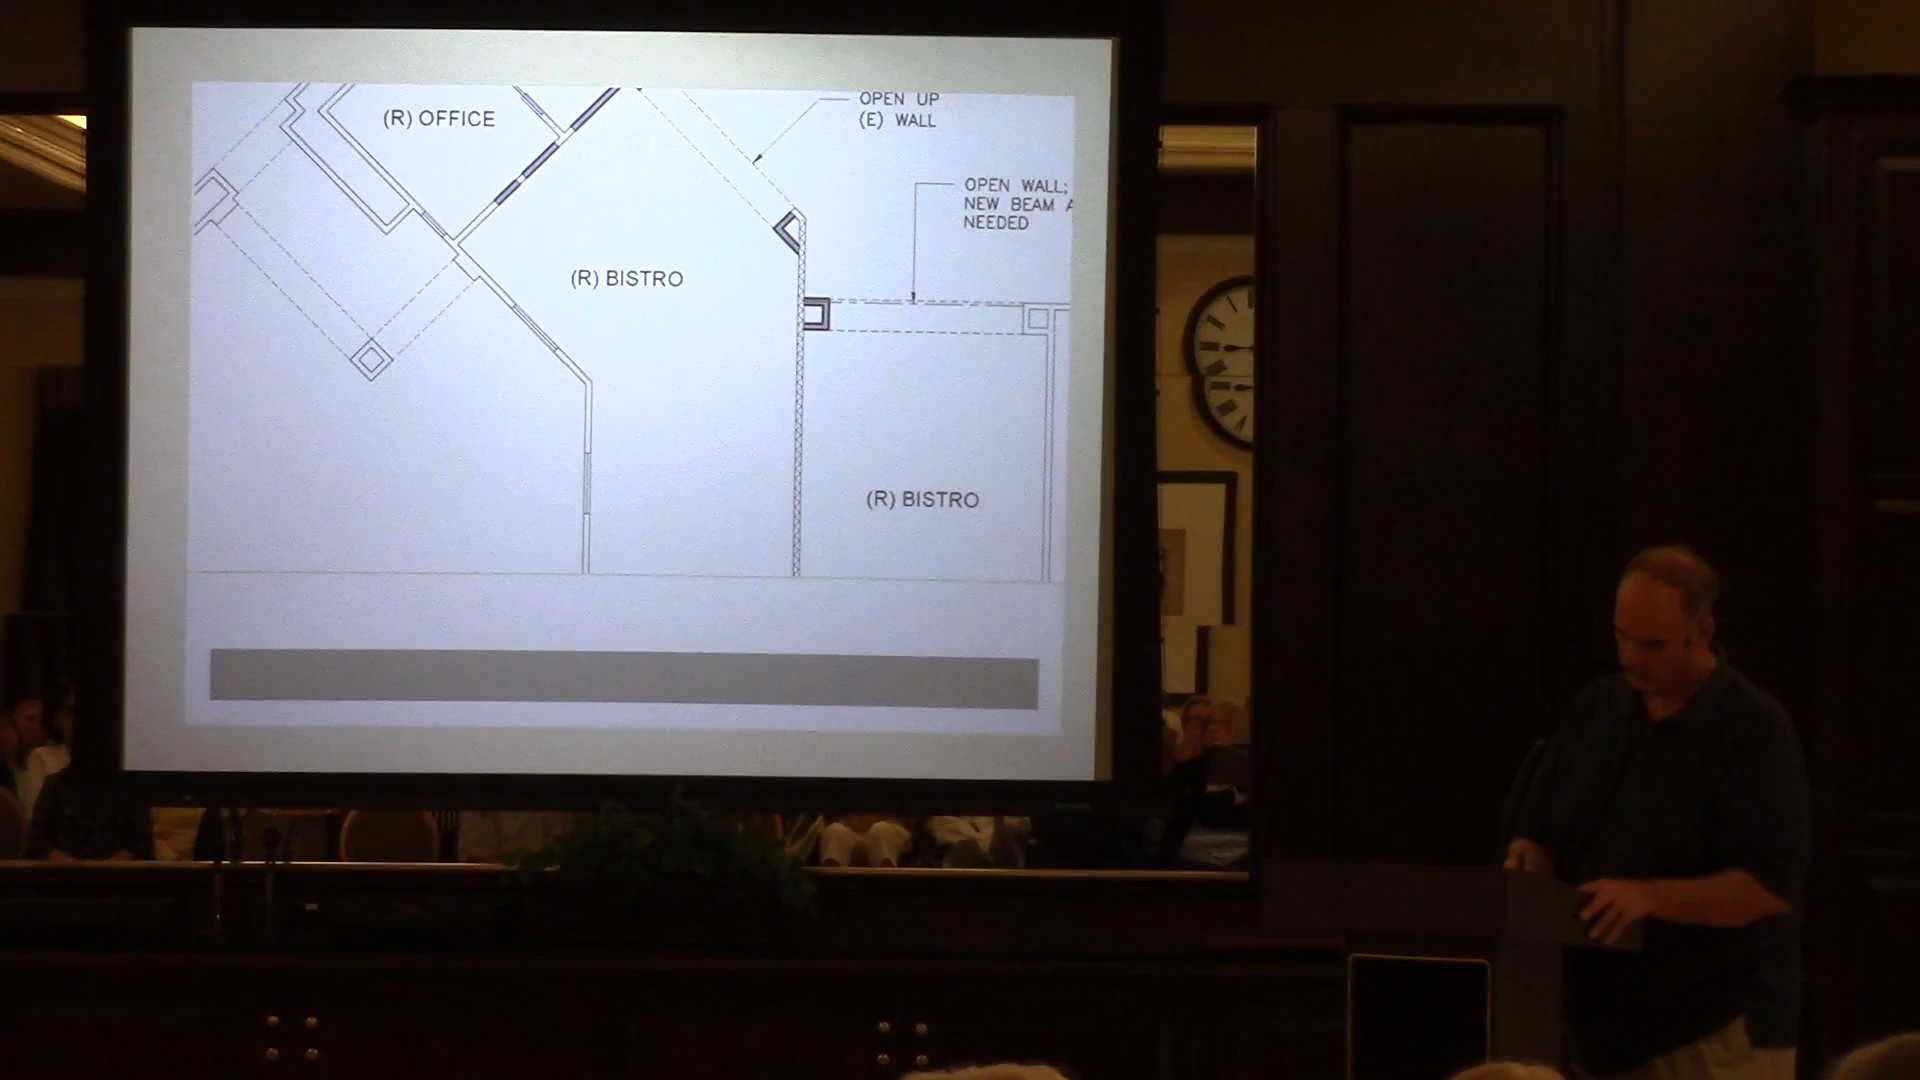 (R) OFFICE
OPEN UP
(E) WALL
OPEN WALL;
NEW BEAM
NEEDED
(R) BISTRO
(R) BISTRO